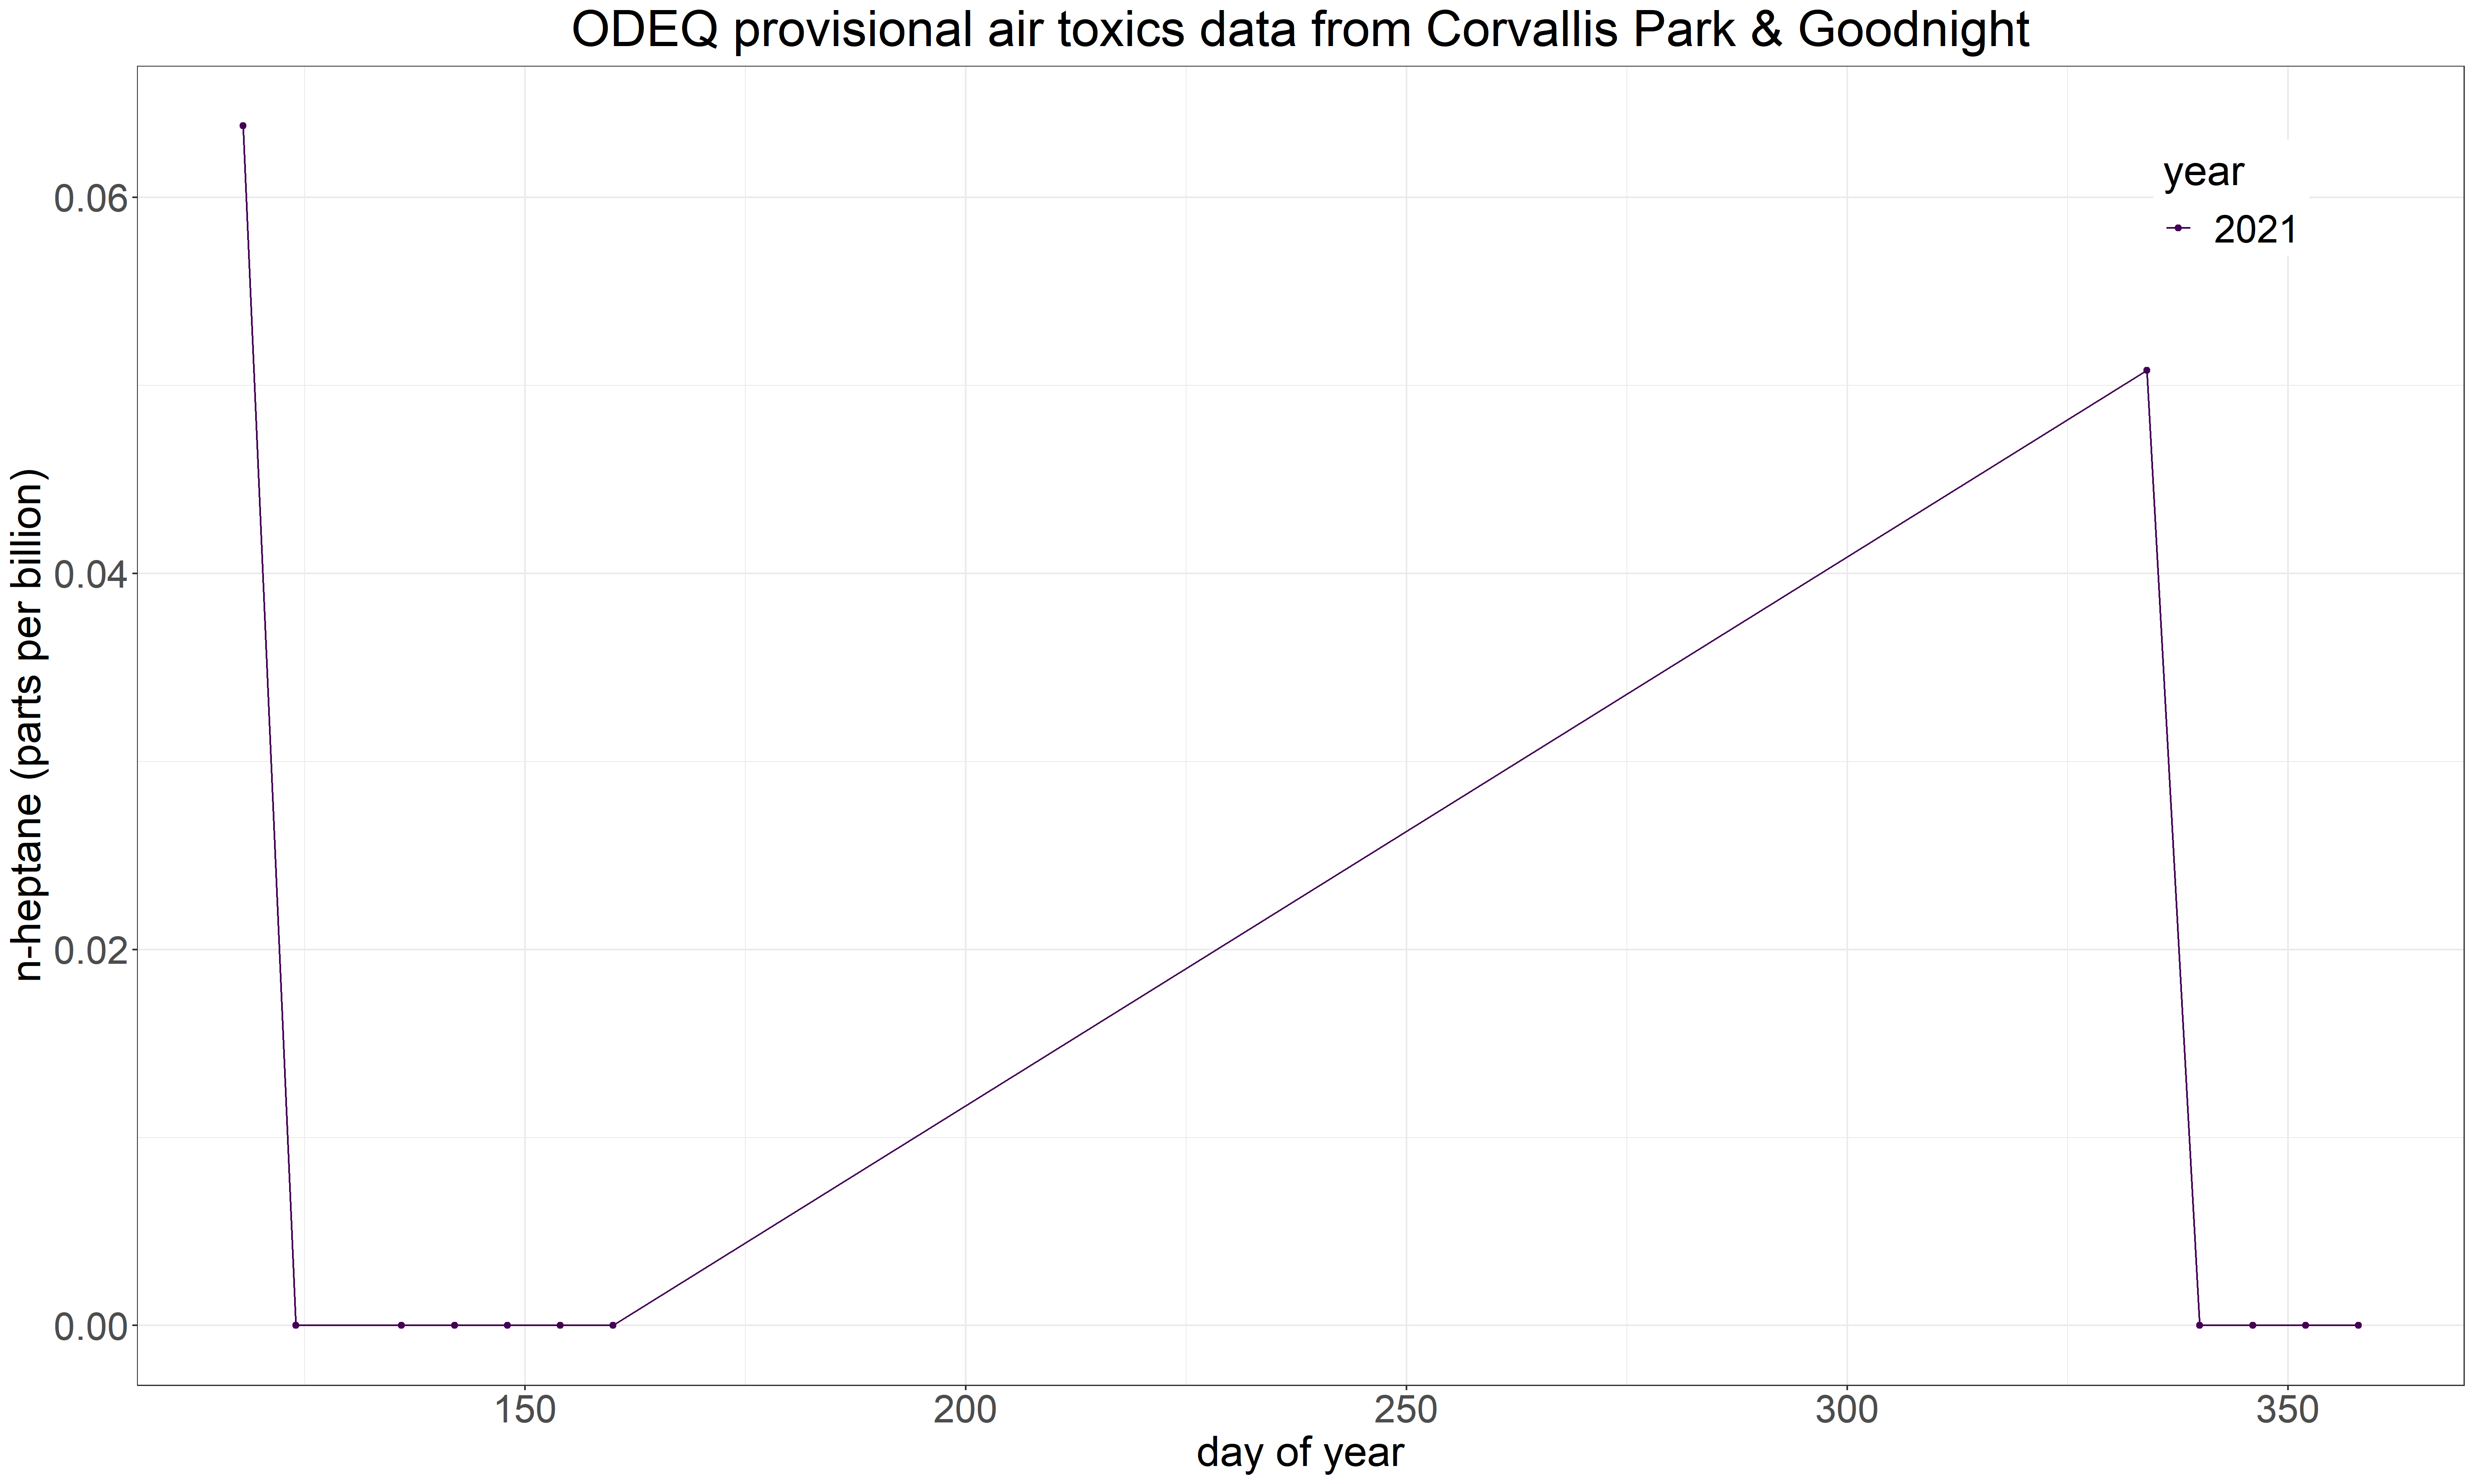 ODEQ provisional air toxics data from Corvallis Park & Goodnight
n-heptane (parts per billion)
0.06
0.04
0.02
0.00
year
2021
150
200
250
300
350
day of year